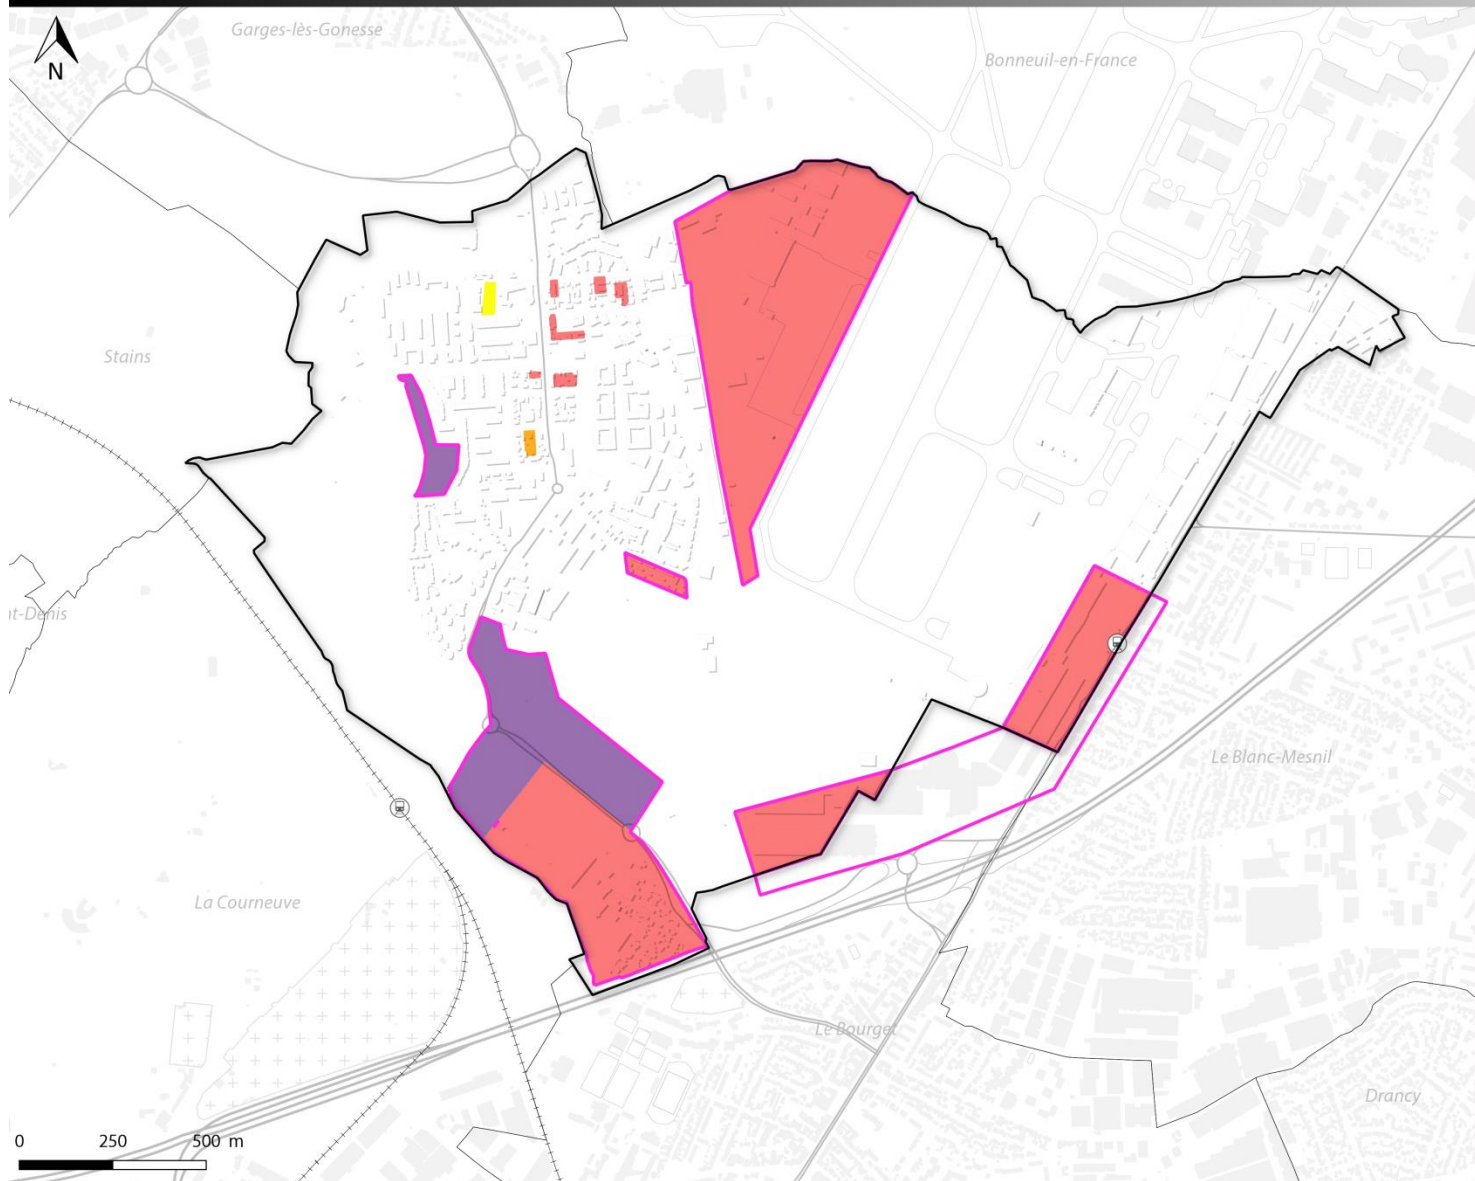 Garges-lès-Gonesse
Bonneuil-en-France
N
Stains
nt-Denis
Le Blanc-Mesnil
La Courneuve
Le Bourget
Drancy
0 250 500 m